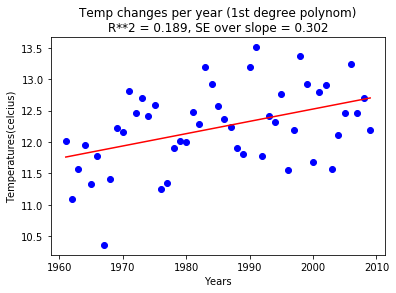 Temp changes per year (1st degree polynom)
R**2 = 0.189, SE over slope = 0.302
13.5
13.0
12.5
12.0
11.5
11.0
10.5
Temperatures(celcius)
1960 1970 1980 1990 2000 2010
Years